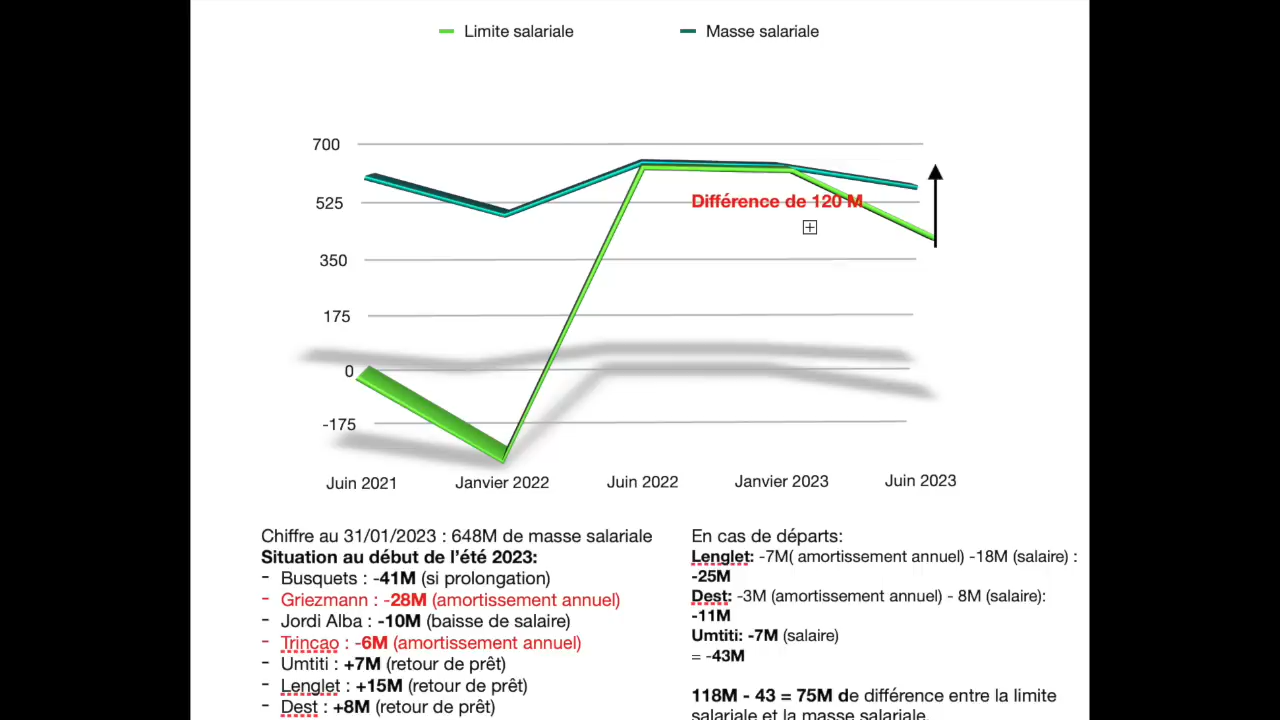 Limite salariale
Masse salariale
700
525
Différence de 120 M
350
175
0
-175
Juin 2021
Janvier 2022
Juin 2022
Janvier 2023
Juin 2023
Chiffre au 31/01/2023 : 648M de masse salariale
Situation au début de l'été 2023:
- Busquets : -41M (si prolongation)
- Griezmann : -28M (amortissement annuel)
- Jordi Alba : -10M (baisse de salaire)
- Trincao : -6M (amortissement annuel)
- Umtiti : +7M (retour de prêt)
- Lenglet : +15M (retour de prêt)
- Dest : +8M (retour de prêt)
En cas de départs:
Lenglet: -7M( amortissement annuel) -18M (salaire) :
-25M
Dest: -3M (amortissement annuel) - 8M (salaire):
-11M
Umtiti: -7M (salaire)
= -43M
118M - 43 = 75M de différence entre la limite
salariale et la masse salariale.